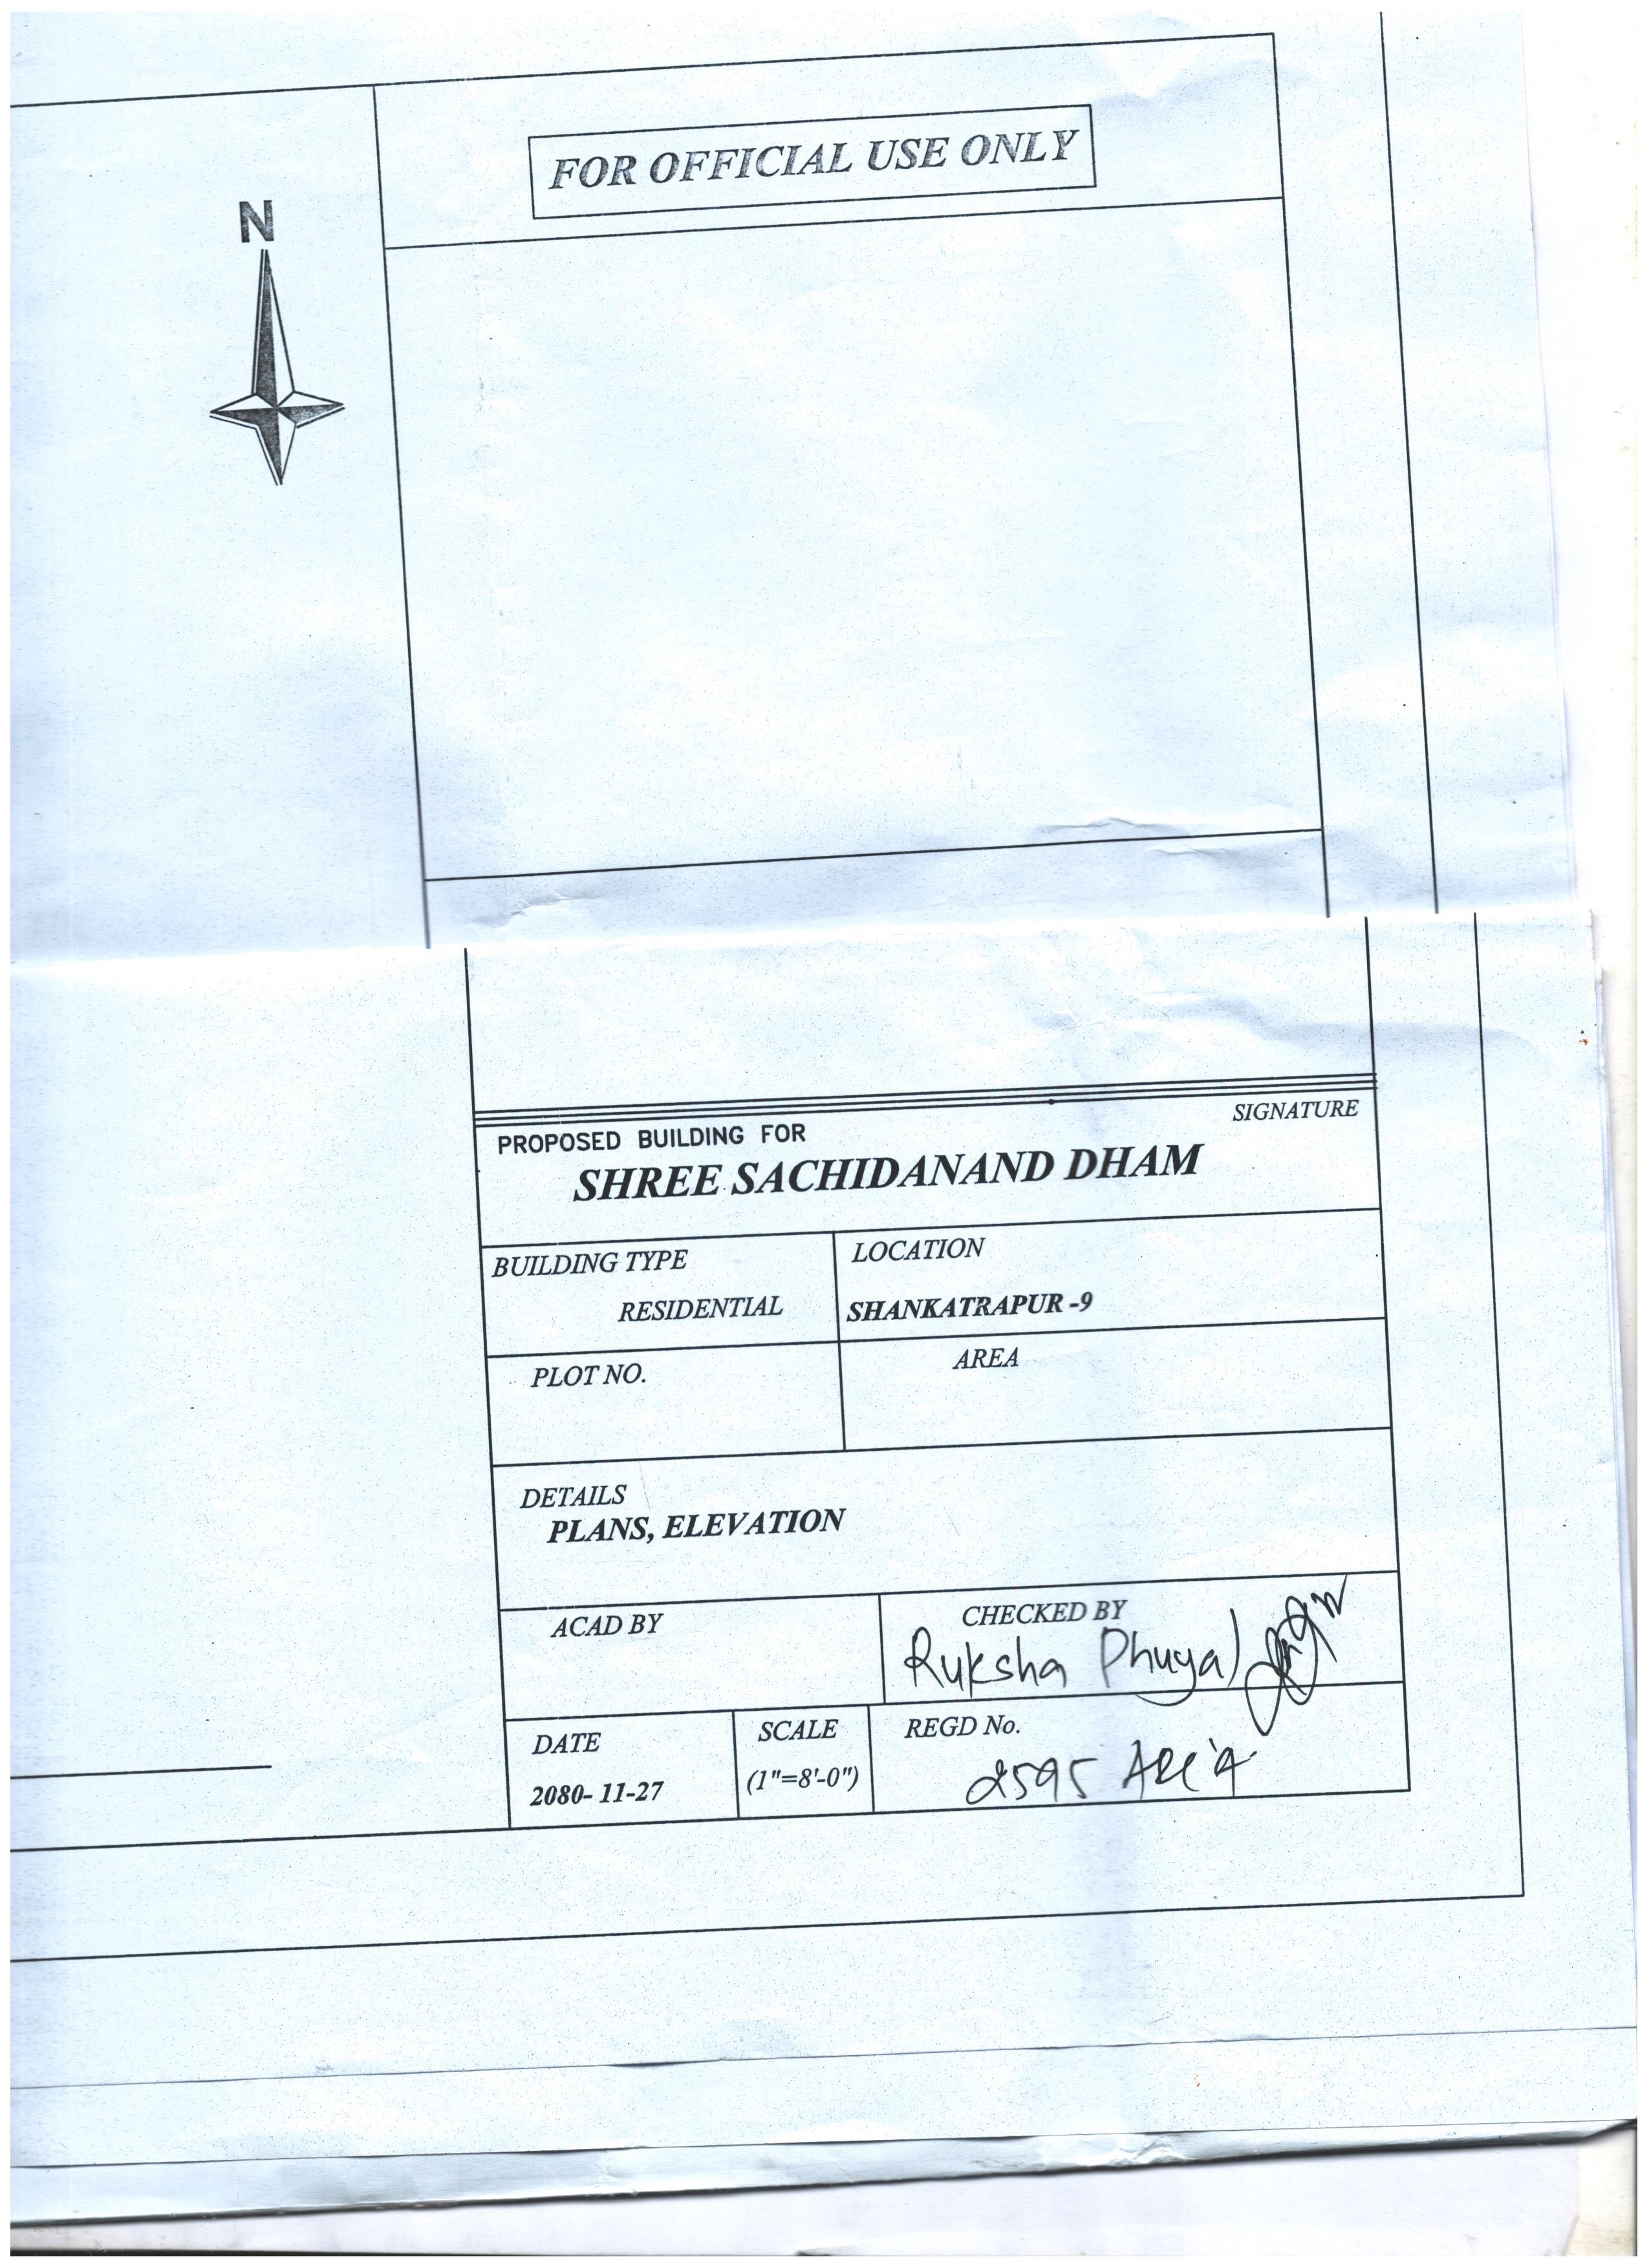 FOR OFFICIAL USE ONLY
N
SIGNATURE
PROPOSED BUILDING FOR
SHREE SACHIDANAND DHAM
BUILDING TYPE
RESIDENTIAL
LOCATION
SHANKATRAPUR -9
PLOT NO.
AREA
DETAILS
PLANS, ELEVATION
ACAD BY
CHECKED BY
Ruksha Phuyal
DATE
2080- 11-27
SCALE
(1"=8'-0")
REGD No.
2595